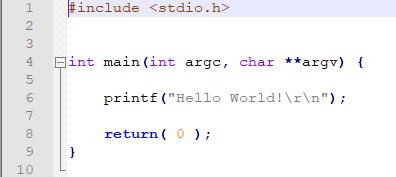 1 #include <stdio.h>
2
3
4 int main(int argc, char **argv) {
5
6 printf("Hello World!\r\n");
7
8 return( 0 );
9 }
10